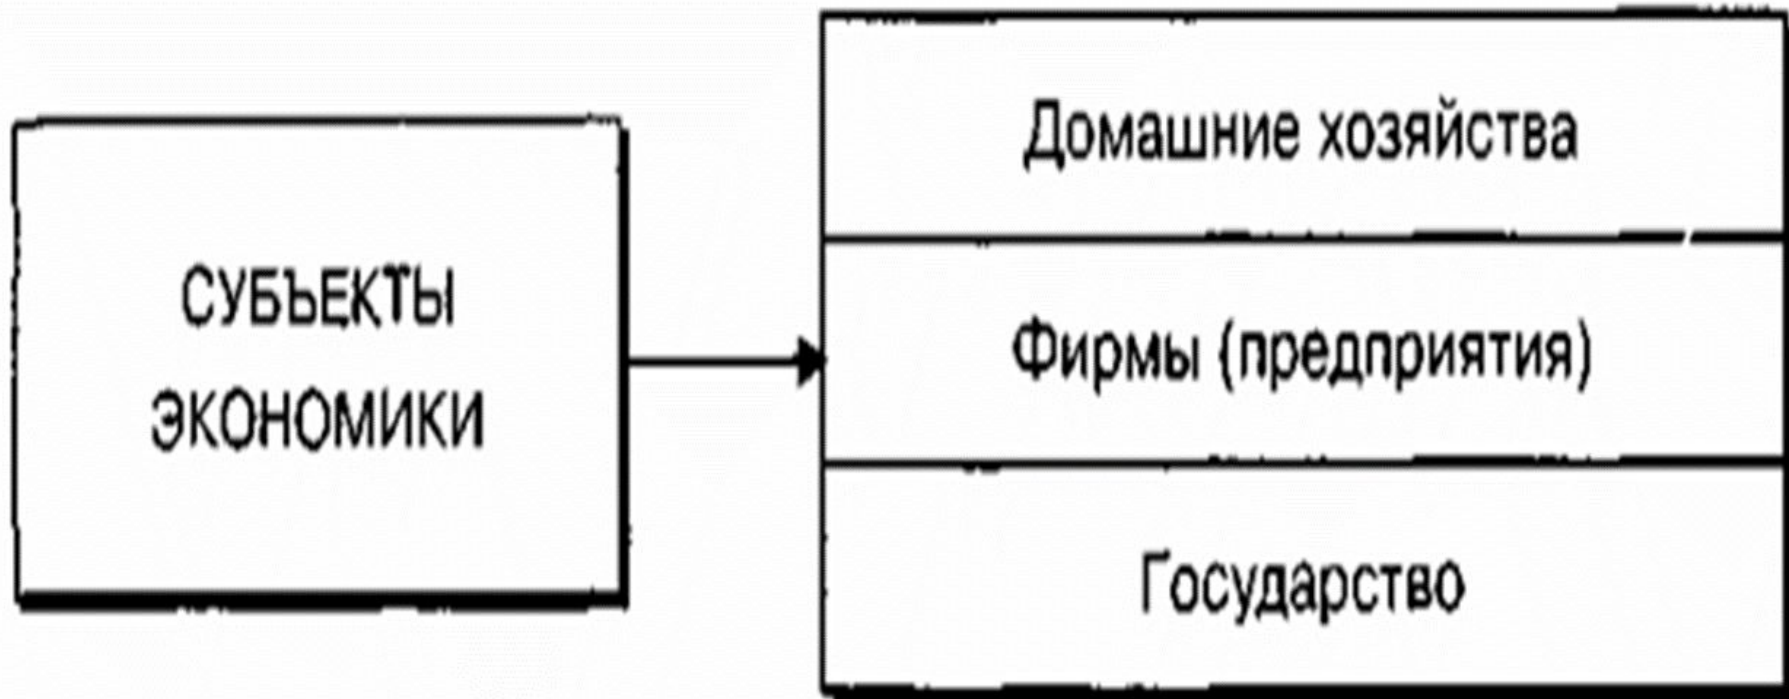 СУБЪЕКТЫ
ЭКОНОМИКИ
Домашние хозяйства
Фирмы (предприятия)
Государство